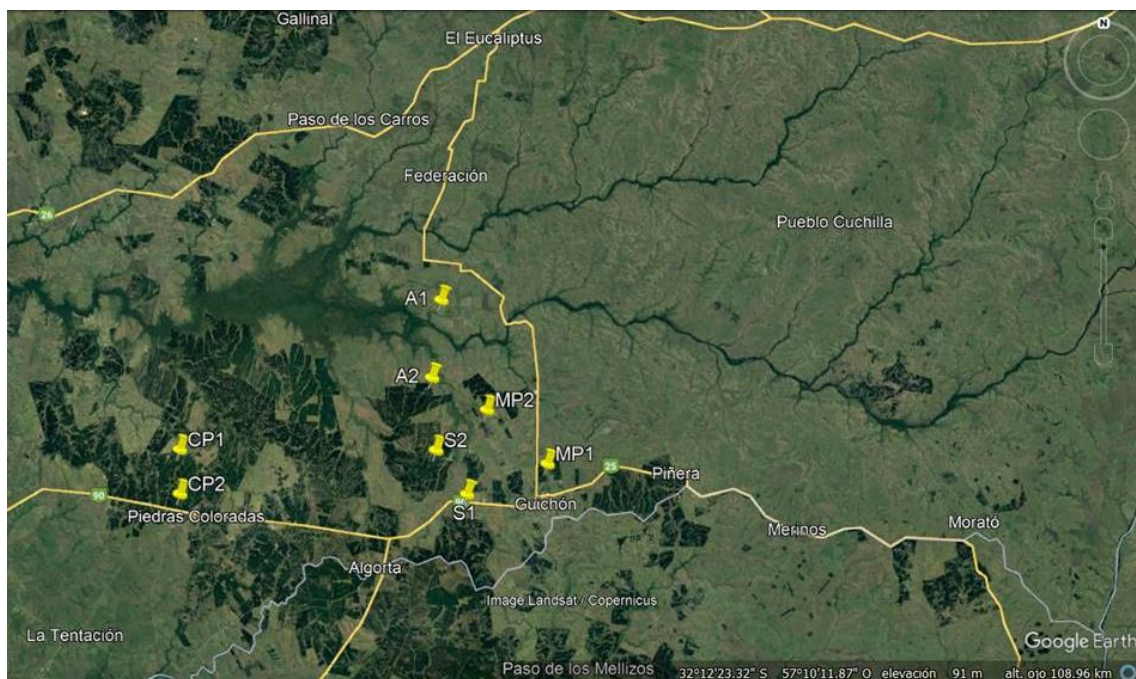 Gallinal
N
El Eucaliptus
Paso de los Carros
Federación
26
Pueblo Cuchilla
A1
A2
MP2
CP1
S2
MP1
25
Piñera
CP2
90
S1
Guichón
Piedras Coloradas
Merinos
Morató
Algorta
Image Landsat / Copernicus
La Tentación
Google Earth
Paso de los Mellizos
32°12'23.32" S 57°10'11.87" O elevación 91 m alt. ojo 108.96 km